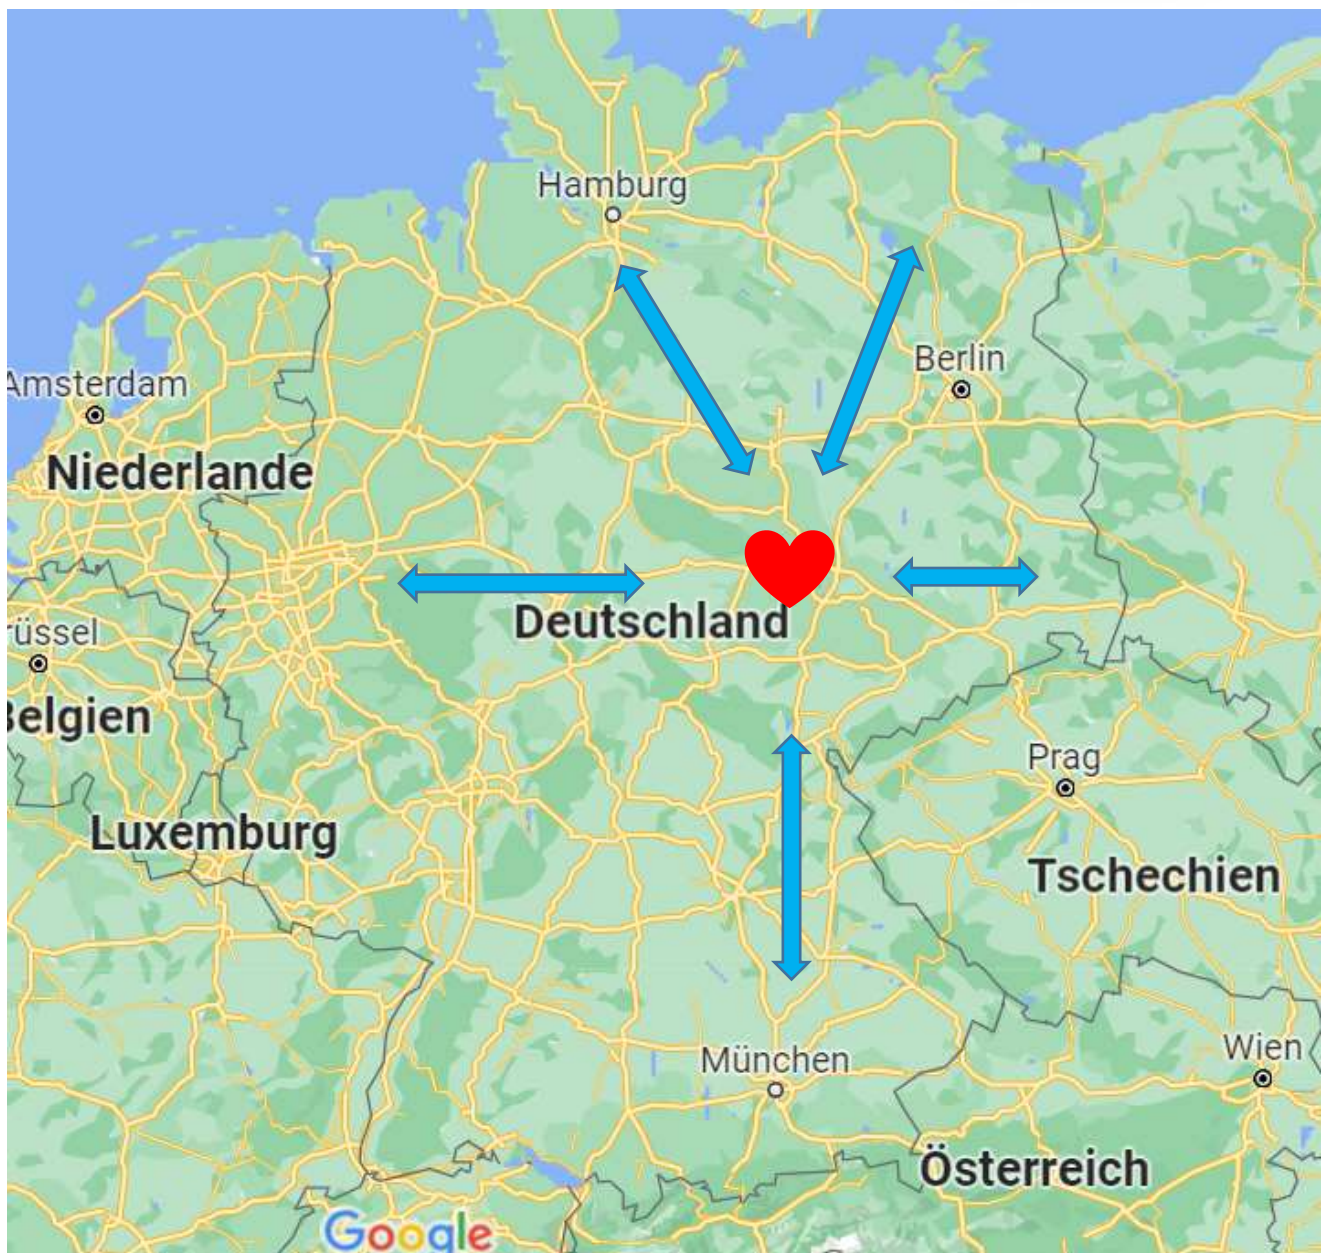 Hamburg
Berlin
Amsterdam
Niederlande
Deutschland
rüssel
Belgien
Prag
Luxemburg
Tschechien
Wien
München
Österreich
Google